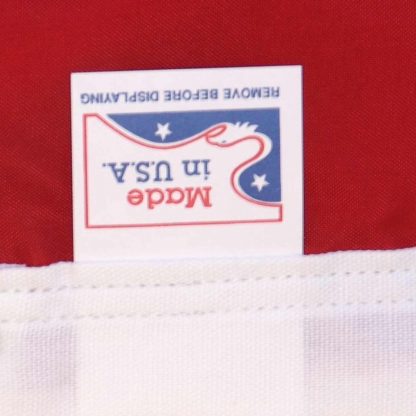 Made
in U.S.A.
REMOVE BEFORE DISPLAYING